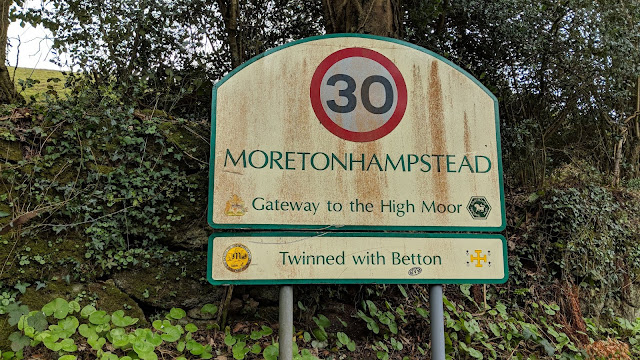 30
MORETONHAMPSTEAD
Gateway to the High Moor
Twinned with Betton